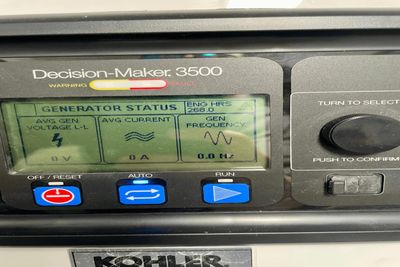 Decision-Maker® 3500
WARNING FAULT
GENERATOR STATUS
ENG HRS
268.0
AVG GEN
VOLTAGE L-L
0 V
AVG CURRENT
0 A
GEN
FREQUENCY
0.0 Hz
TURN TO SELECT
PUSH TO CONFIRM
OFF / RESET
AUTO
RUN
KOHLER